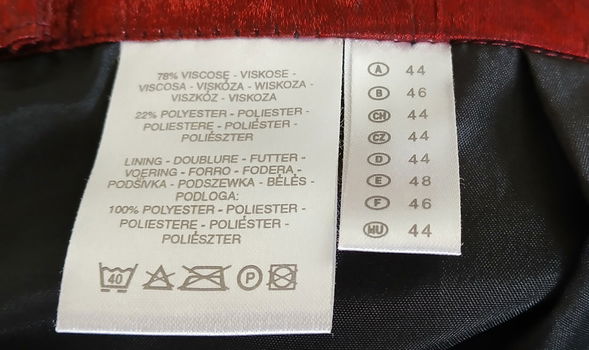 78% VISCOSE - VISKOSE -
VISCOSA - VISKÓZA - WISKOZA -
VISZKÓZ - VISKOZA
22% POLYESTER - POLIESTER -
POLIESTERE - POLIÉSTER -
POLIÉSZTER
LINING - DOUBLURE - FUTTER -
VOERING - FORRO - FODERA -
PODŠÍVKA - PODSZEWKA - BÉLÉS -
PODLOGA:
100% POLYESTER - POLIESTER -
POLIESTERE - POLIÉSTER -
POLIÉSZTER
40 P
A 44
B 46
CH 44
CZ 44
D 44
E 48
F 46
HU 44